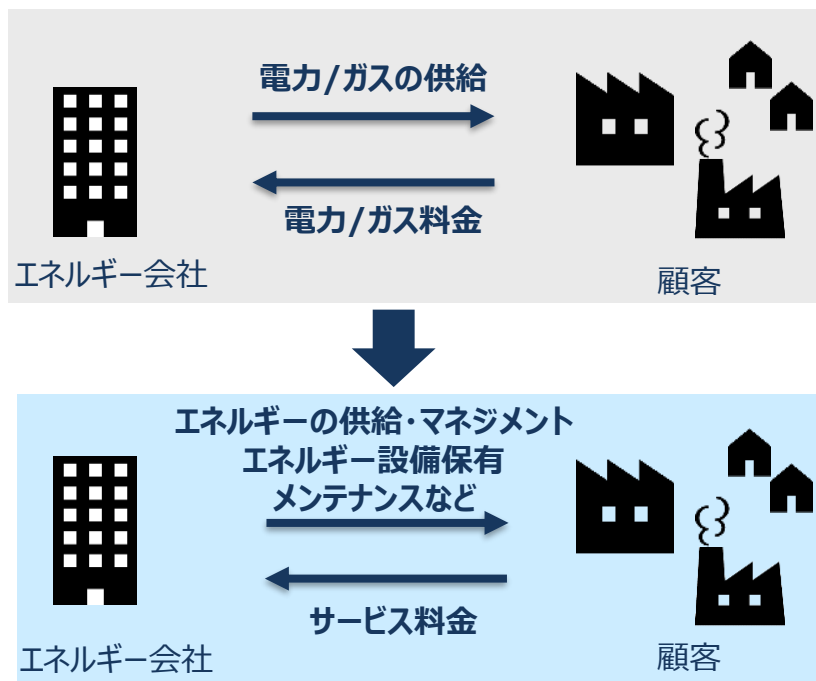 電力/ガスの供給
電力/ガス料金
エネルギー会社
顧客
エネルギーの供給・マネジメント
エネルギー設備保有
メンテナンスなど
サービス料金
エネルギー会社
顧客